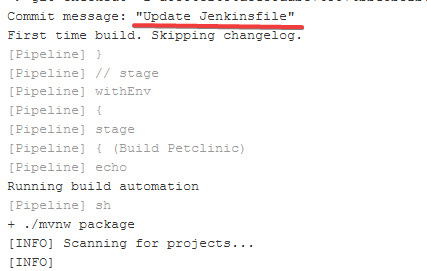 Commit message: "Update Jenkinsfile"
First time build. Skipping changelog.
[Pipeline] }
[Pipeline] // stage
[Pipeline] withEnv
[Pipeline] {
[Pipeline] stage
[Pipeline] { (Build Petclinic)
[Pipeline] echo
Running build automation
[Pipeline] sh
+ ./mvnw package
[INFO] Scanning for projects...
[INFO]